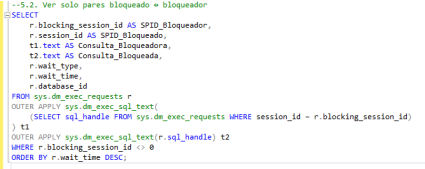 --5.2. Ver solo pares bloqueado ⇔ bloqueador
SELECT
r.blocking_session_id AS SPID_Bloqueador,
r.session_id AS SPID_Bloqueado,
t1.text AS Consulta_Bloqueadora,
t2.text AS Consulta_Bloqueada,
r.wait_type,
r.wait_time,
r.database_id
FROM sys.dm_exec_requests r
OUTER APPLY sys.dm_exec_sql_text(
(SELECT sql_handle FROM sys.dm_exec_requests WHERE session_id = r.blocking_session_id)
) t1
OUTER APPLY sys.dm_exec_sql_text(r.sql_handle) t2
WHERE r.blocking_session_id <> 0
ORDER BY r.wait_time DESC;